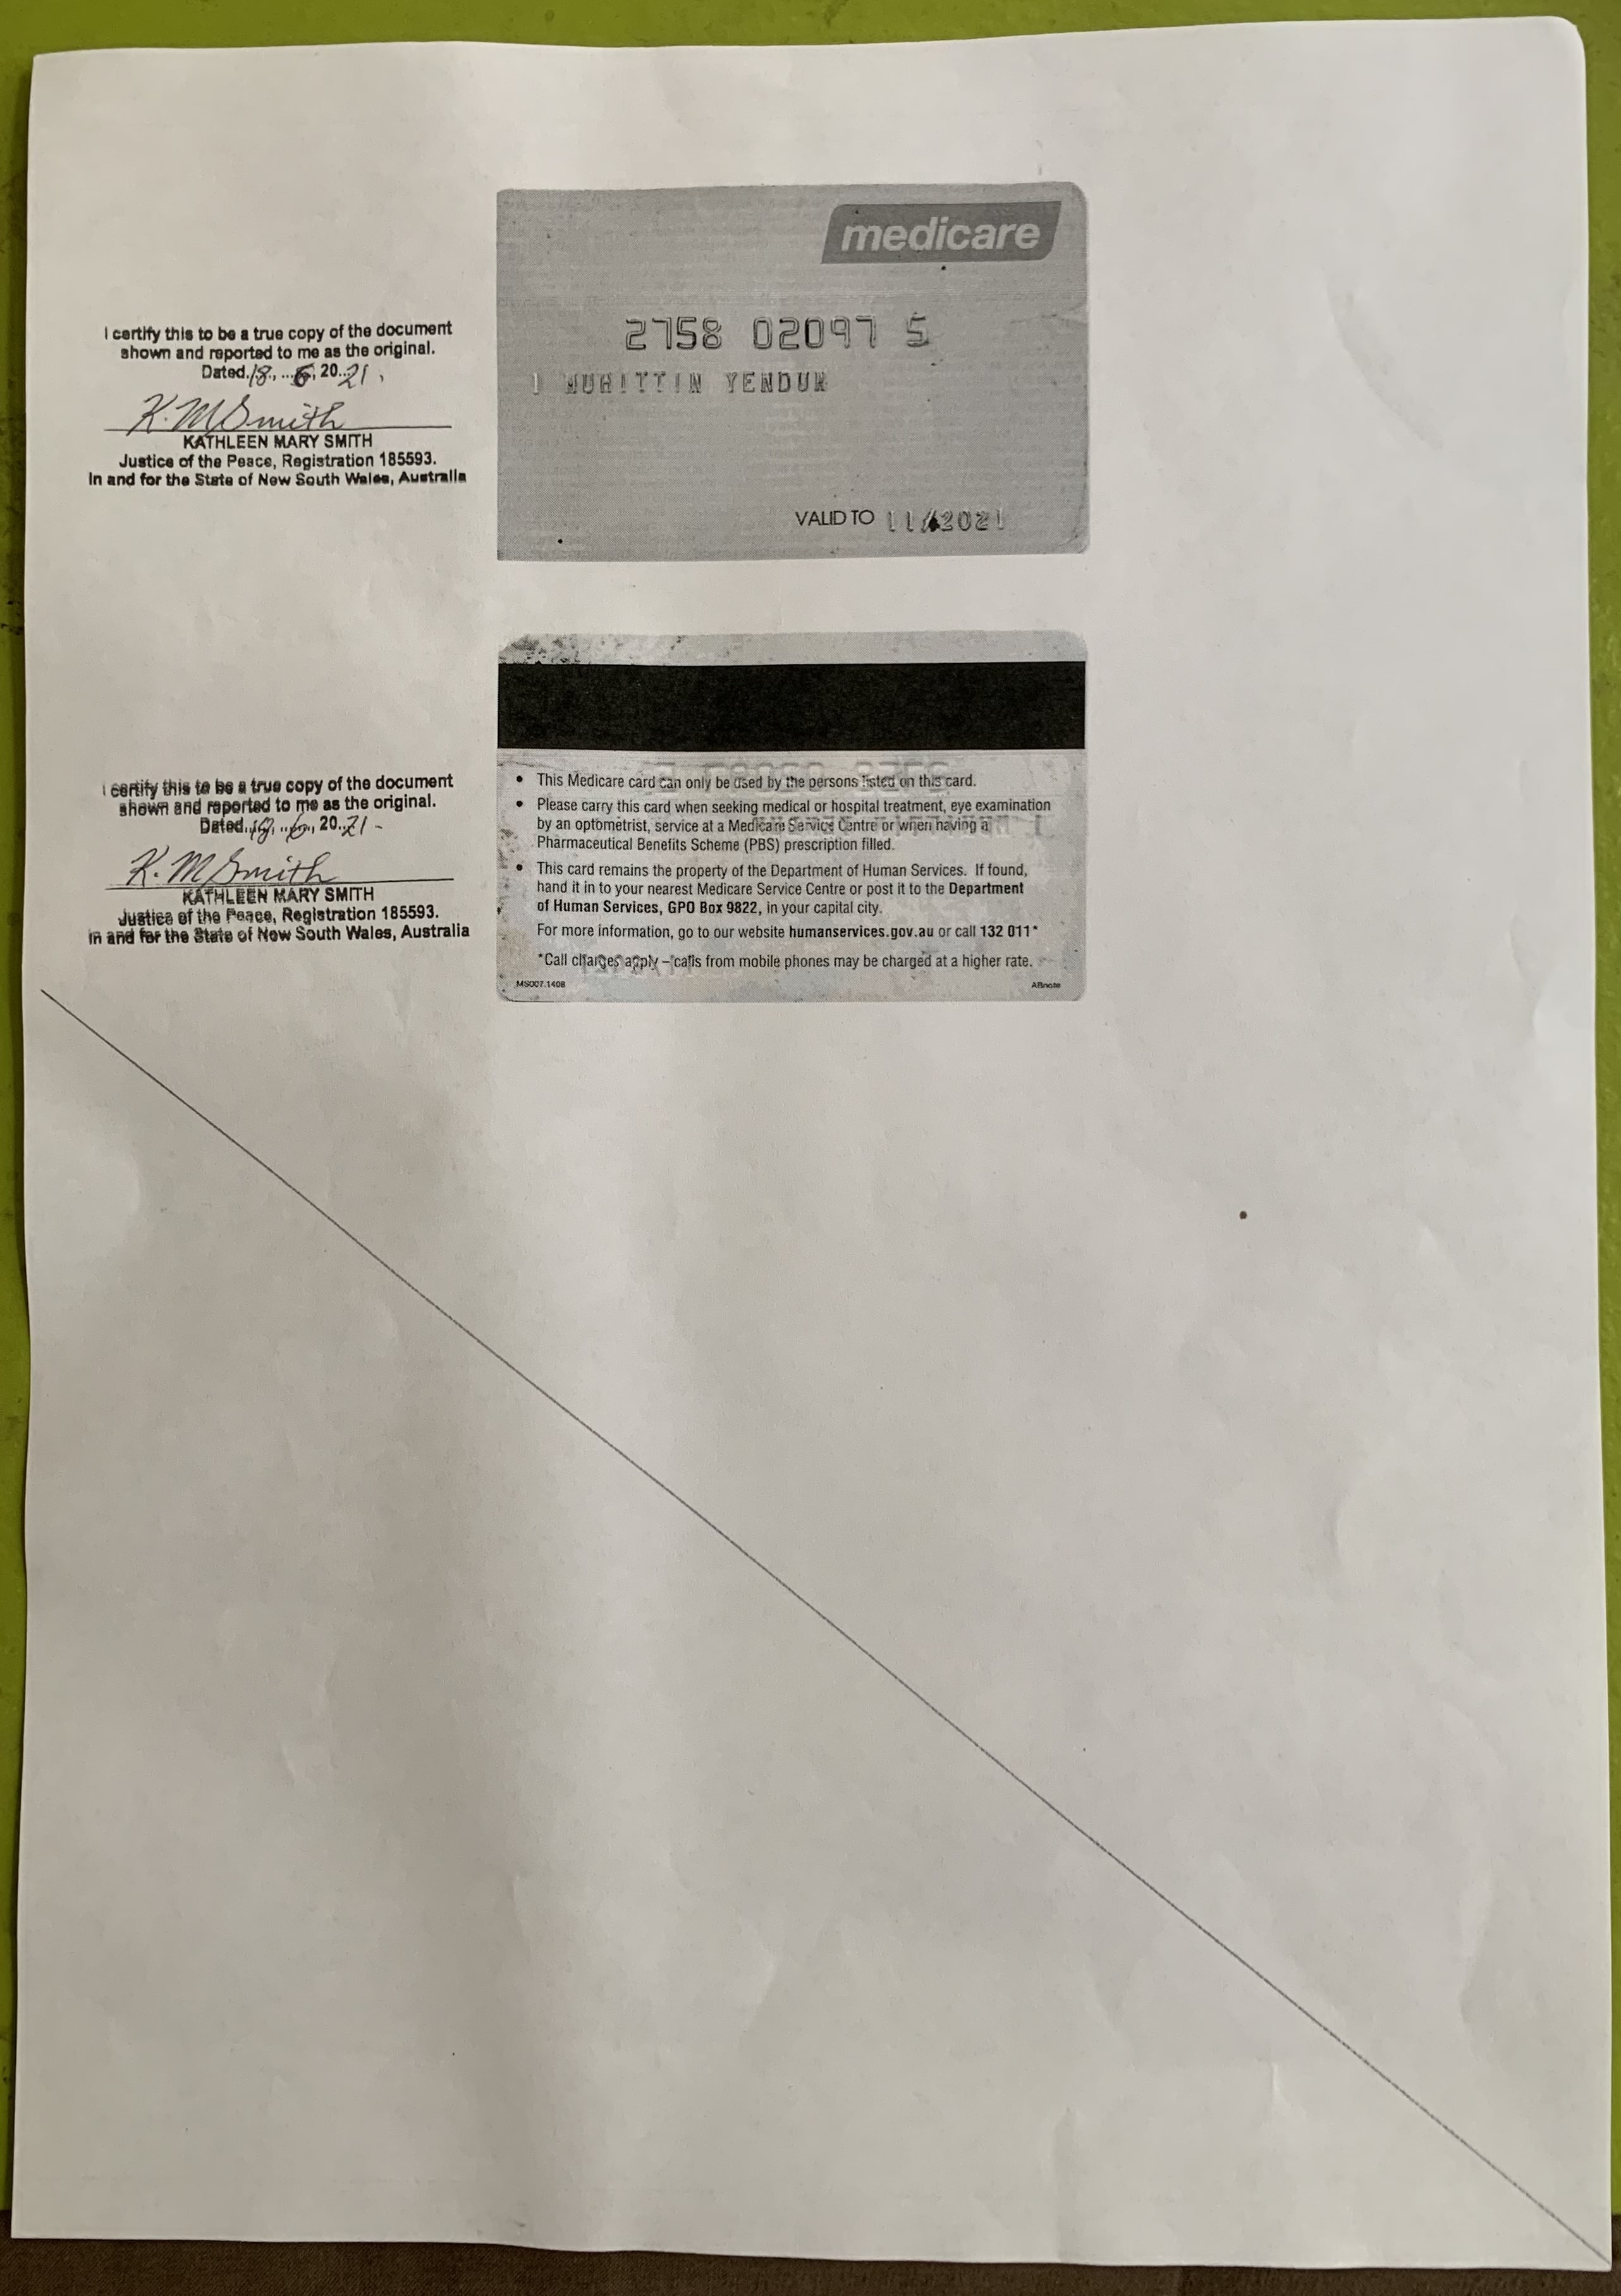 medicare
2758 02097 5
1 MUHITTIN YENDUN
VALID TO 11/2021
I certify this to be a true copy of the document
shown and reported to me as the original.
Dated 18, 6, 20 21.
K. M Smith
KATHLEEN MARY SMITH
Justice of the Peace, Registration 185593.
In and for the State of New South Wales, Australia
I certify this to be a true copy of the document
shown and reported to me as the original.
Dated 18, 6, 20 21
K. M Smith
KATHLEEN MARY SMITH
Justice of the Peace, Registration 185593.
In and for the State of New South Wales, Australia
• This Medicare card can only be used by the persons listed on this card.
• Please carry this card when seeking medical or hospital treatment, eye examination
by an optometrist, service at a Medicare Service Centre or when having a
Pharmaceutical Benefits Scheme (PBS) prescription filled.
• This card remains the property of the Department of Human Services. If found,
hand it in to your nearest Medicare Service Centre or post it to the Department
of Human Services, GPO Box 9822, in your capital city.
For more information, go to our website humanservices.gov.au or call 132 011*
*Call charges apply – calls from mobile phones may be charged at a higher rate.
MS007.1408
ABnote